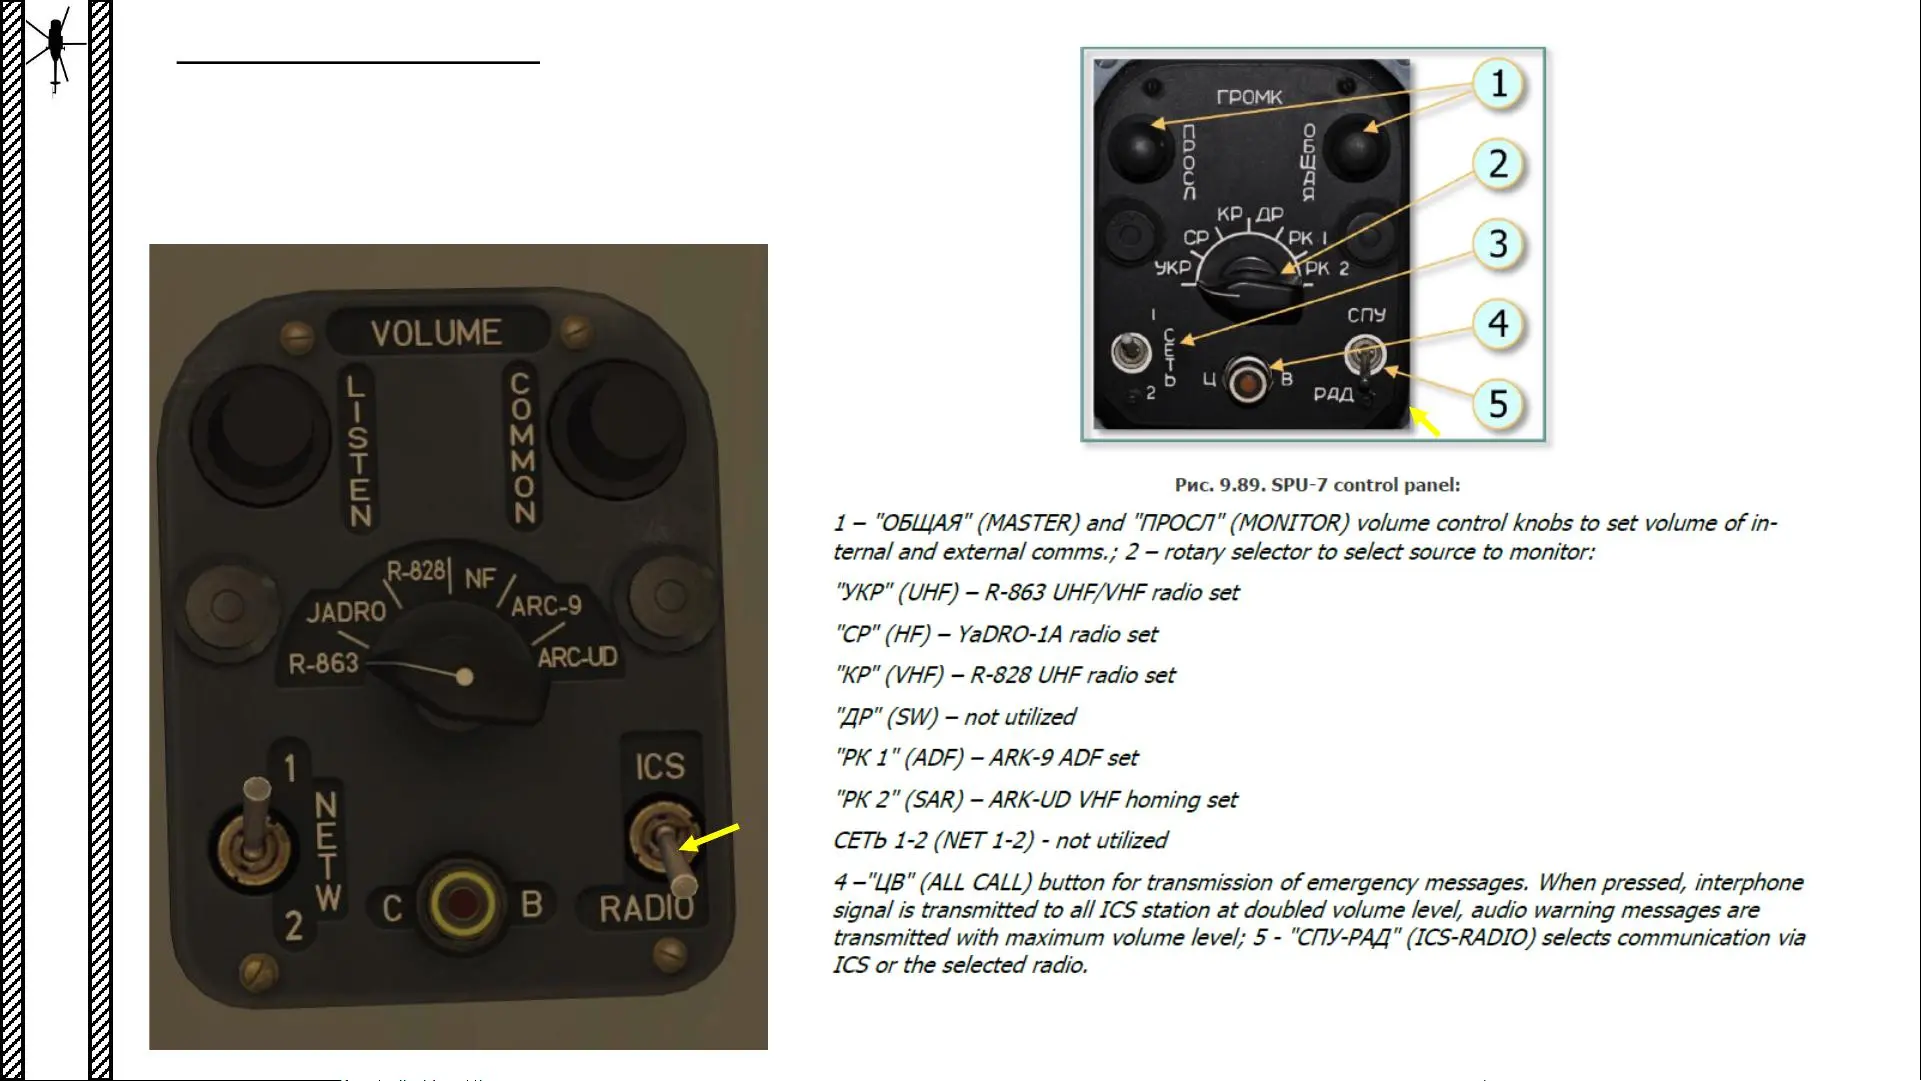 VOLUME
LISTEN
COMMON
R-863
JADRO
R-828
NF
ARC-9
ARC-UD
1
NETW
2
C
B
ICS
RADIO
ГРОМК
ПРОСЛ
ОБЩАЯ
УКР
СР
КР
ДР
РК 1
РК 2
1
СЕТЬ
2
Ц
В
СПУ
РАД
1
2
3
4
5
Рис. 9.89. SPU-7 control panel:
1 – "ОБЩАЯ" (MASTER) and "ПРОСЛ" (MONITOR) volume control knobs to set volume of in-
ternal and external comms.; 2 – rotary selector to select source to monitor:
"УКР" (UHF) – R-863 UHF/VHF radio set
"СР" (HF) – YaDRO-1A radio set
"КР" (VHF) – R-828 UHF radio set
"ДР" (SW) – not utilized
"РК 1" (ADF) – ARK-9 ADF set
"РК 2" (SAR) – ARK-UD VHF homing set
СЕТЬ 1-2 (NET 1-2) - not utilized
4 –"ЦВ" (ALL CALL) button for transmission of emergency messages. When pressed, interphone
signal is transmitted to all ICS station at doubled volume level, audio warning messages are
transmitted with maximum volume level; 5 - "СПУ-РАД" (ICS-RADIO) selects communication via
ICS or the selected radio.